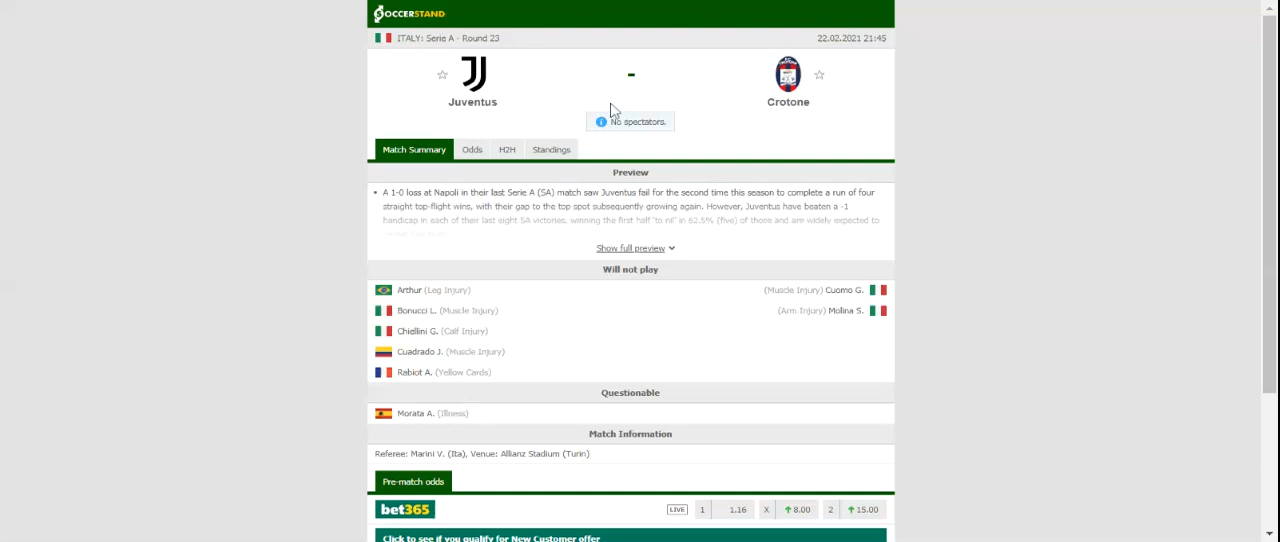 SOCCERSTAND
ITALY: Serie A - Round 23
22.02.2021 21:45
-
Juventus
Crotone
No spectators.
Match Summary
Odds
H2H
Standings
Preview
• A 1-0 loss at Napoli in their last Serie A (SA) match saw Juventus fail for the second time this season to complete a run of four
straight top-flight wins, with their gap to the top spot subsequently growing again. However, Juventus have beaten a -1
handicap in each of their last eight SA victories, winning the first half "to nil" in 62.5% (five) of those and are widely expected to
Show full preview
Will not play
Arthur (Leg Injury)
(Muscle Injury) Cuomo G.
Bonucci L. (Muscle Injury)
(Arm Injury) Molina S.
Chiellini G. (Calf Injury)
Cuadrado J. (Muscle Injury)
Rabiot A. (Yellow Cards)
Questionable
Morata A. (Illness)
Match Information
Referee: Marini V. (Ita), Venue: Allianz Stadium (Turin)
Pre-match odds
bet365
LIVE
1 1.16
X 8.00
2 15.00
Click to see if you qualify for New Customer offer